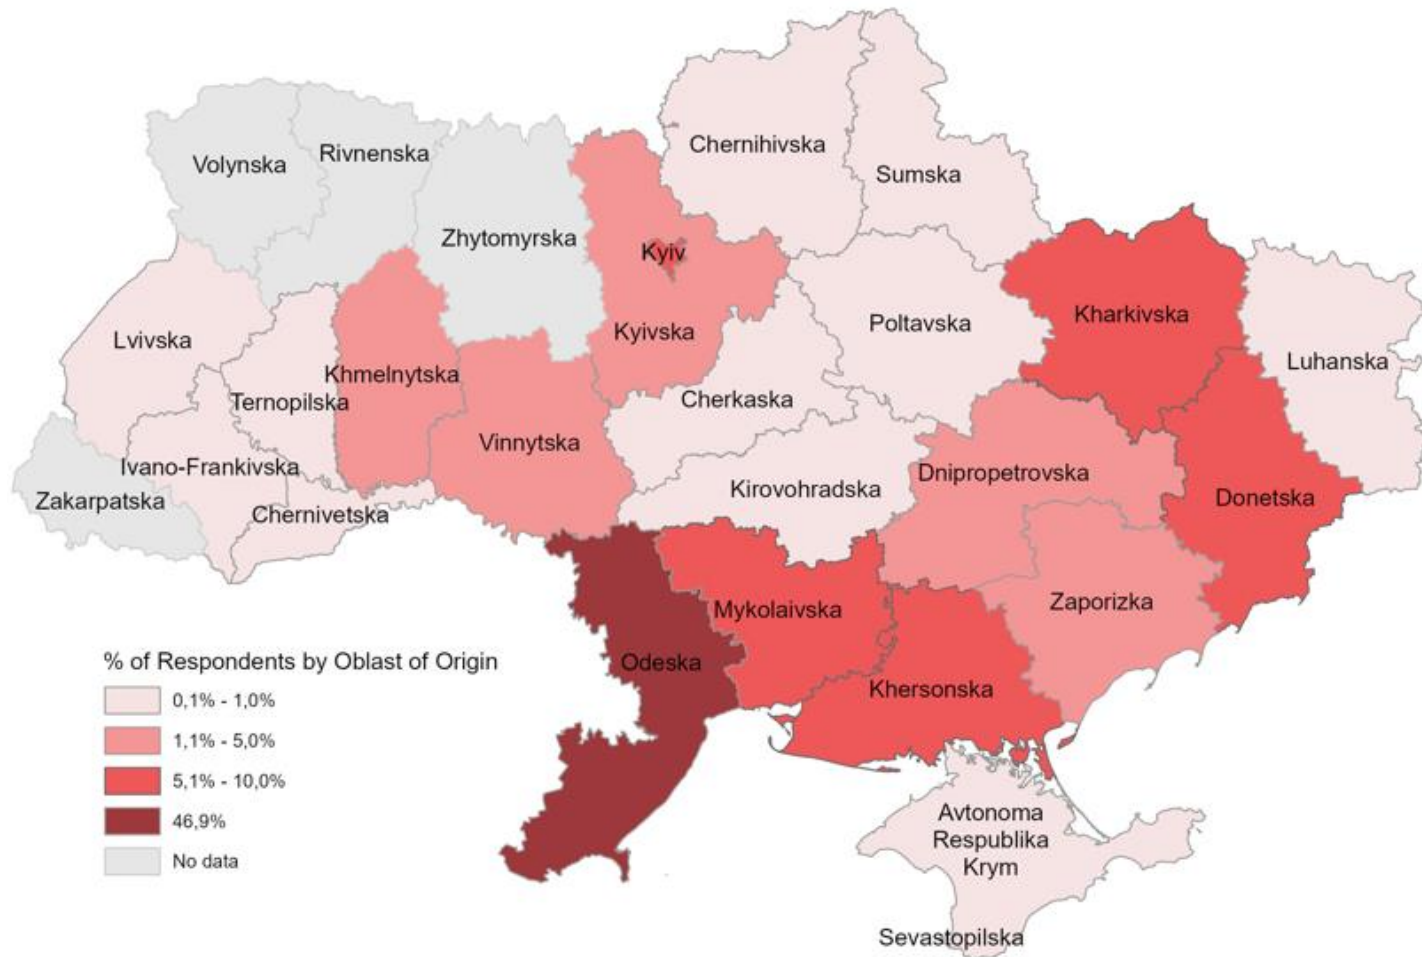 Chernihivska
Sumska
Volynska
Rivnenska
Zhytomyrska
Kyiv
Kyivska
Poltavska
Kharkivska
Luhanska
Lvivska
Ternopilska
Khmelnytska
Vinnytska
Cherkaska
Ivano-Frankivska
Zakarpatska
Chernivetska
Kirovohradska
Dnipropetrovska
Donetska
Mykolaivska
Zaporizka
Odeska
Khersonska
Avtonoma
Respublika
Krym
Sevastopilska
% of Respondents by Oblast of Origin
0,1% - 1,0%
1,1% - 5,0%
5,1% - 10,0%
46,9%
No data